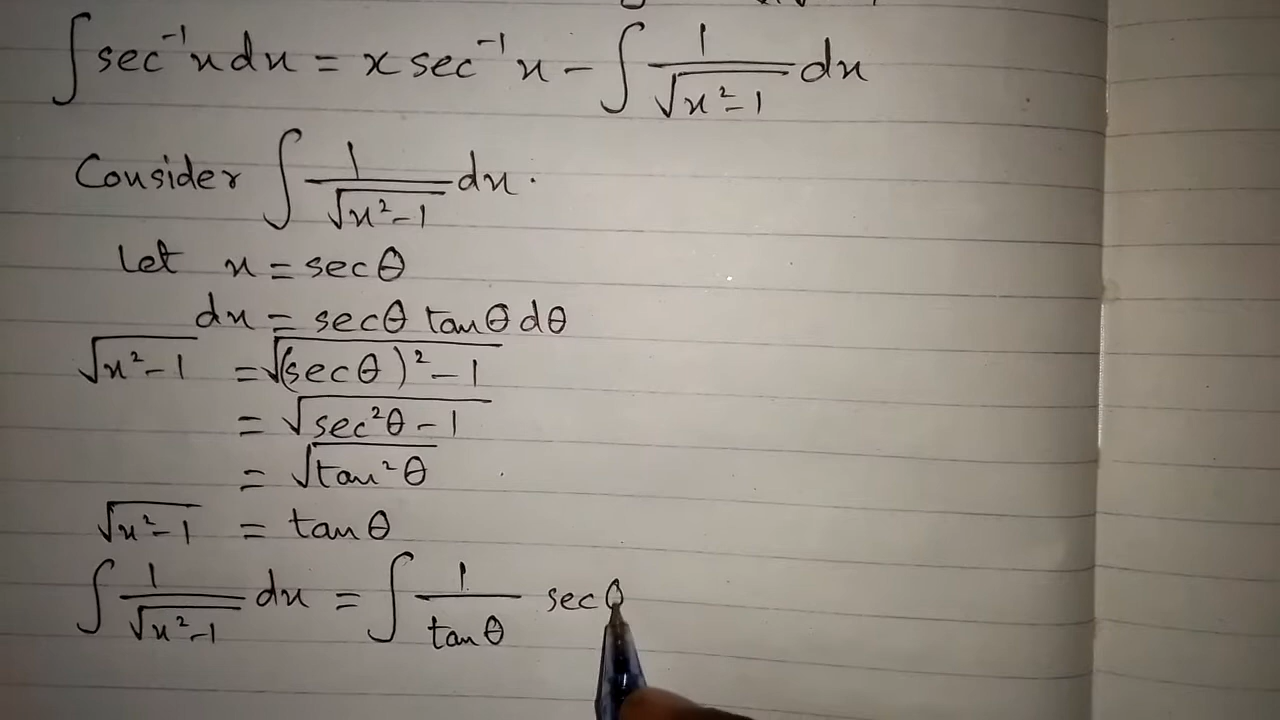 ∫ sec⁻¹x dx = x sec⁻¹x − ∫ 1/√(x²−1) dx
Consider ∫ 1/√(x²−1) dx.
Let x = secθ
dx = secθ tanθ dθ
√(x²−1) = √((secθ)²−1)
= √(sec²θ−1)
= √(tan²θ)
√(x²−1) = tanθ
∫ 1/√(x²−1) dx = ∫ 1/tanθ secθ